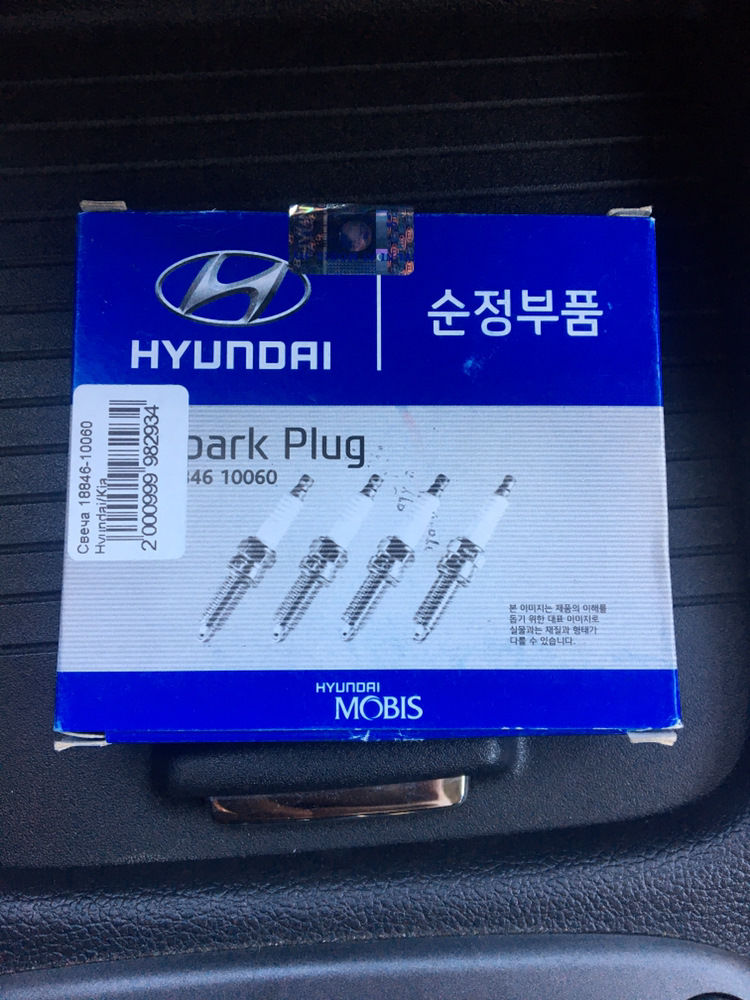 HYUNDAI
순정부품
park Plug
846 10060
Свеча 18846-10060
Hyundai/Kia
2 000999 982934
본 이미지는 제품의 이해를
돕기 위한 대표 이미지로
실물과는 재질과 형태가
다를 수 있습니다.
HYUNDAI
MOBIS